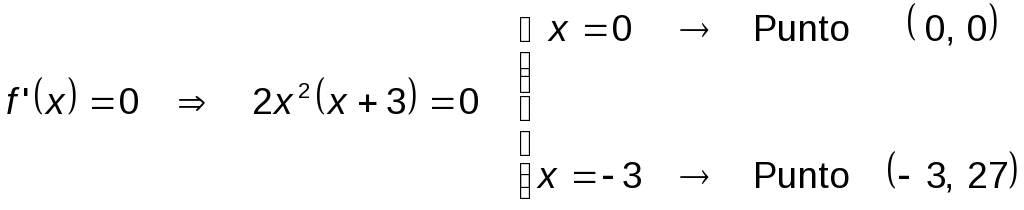 x = 0 → Punto (0, 0)
f'(x) = 0 ⇒ 2x²(x + 3) = 0
x = -3 → Punto (-3, 27)